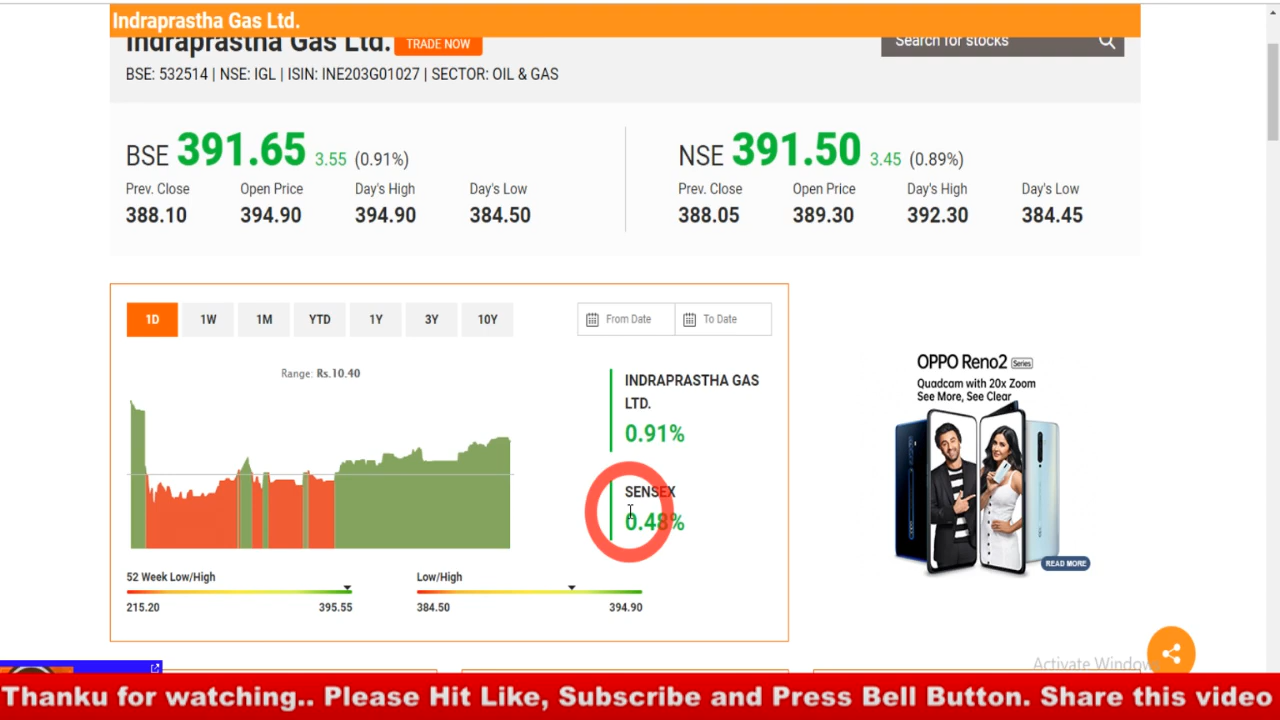 Indraprastha Gas Ltd.
Indraprastha Gas Ltd. TRADE NOW
Search for stocks
BSE: 532514 | NSE: IGL | ISIN: INE203G01027 | SECTOR: OIL & GAS
BSE 391.65 3.55 (0.91%)
Prev. Close Open Price Day's High Day's Low
388.10 394.90 394.90 384.50
NSE 391.50 3.45 (0.89%)
Prev. Close Open Price Day's High Day's Low
388.05 389.30 392.30 384.45
1D 1W 1M YTD 1Y 3Y 10Y
From Date To Date
Range: Rs.10.40
INDRAPRASTHA GAS
LTD.
0.91%
SENSEX
0.48%
52 Week Low/High
215.20 395.55
Low/High
384.50 394.90
OPPO Reno2 Series
Quadcam with 20x Zoom
See More, See Clear
READ MORE
Activate Window
Thanku for watching.. Please Hit Like, Subscribe and Press Bell Button. Share this video